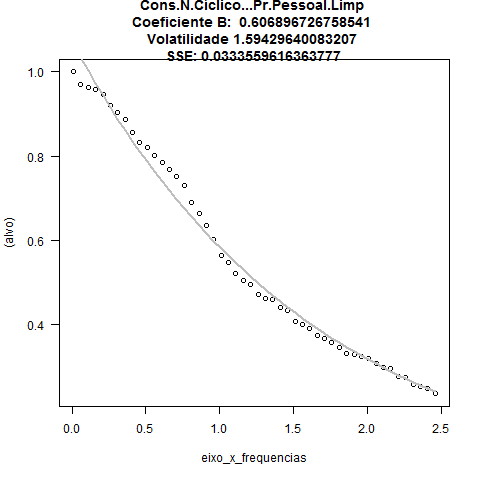 Cons.N.Ciclico...Pr.Pessoal.Limp
Coeficiente B:  0.606896726758541
Volatilidade 1.59429640083207
SSE: 0.0333559616363777
1.0
0.8
0.6
0.4
(alvo)
0.0 0.5 1.0 1.5 2.0 2.5
eixo_x_frequencias